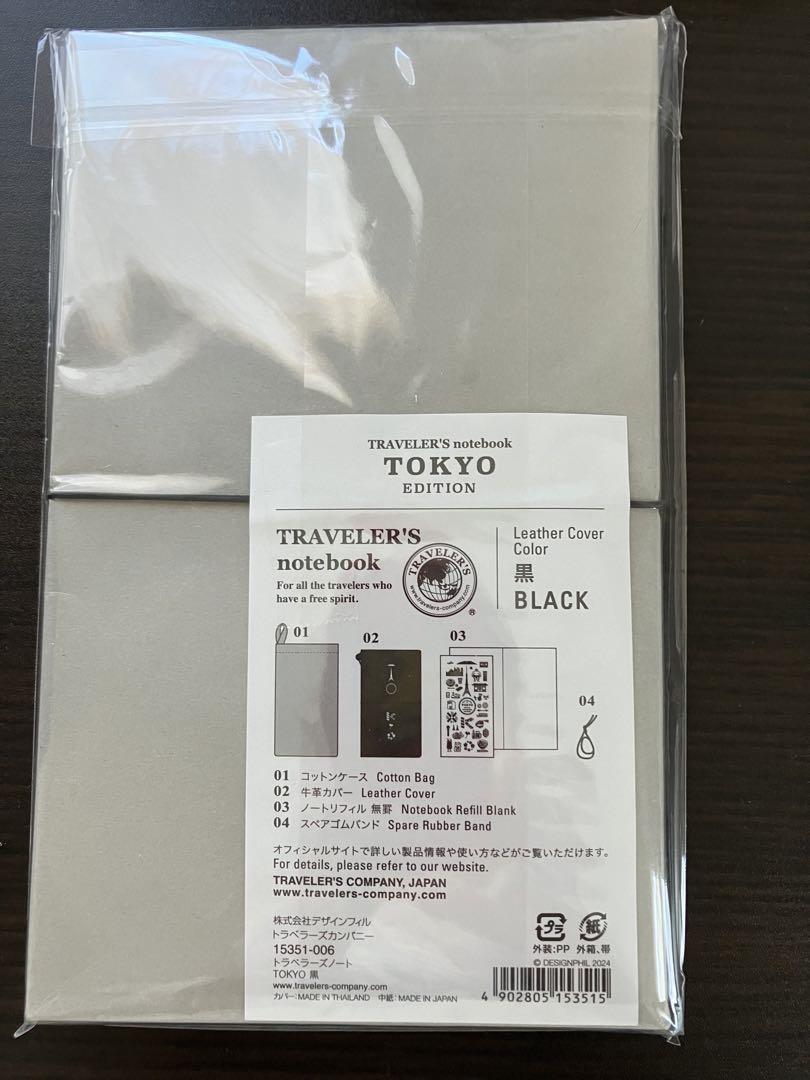 TRAVELER'S notebook
TOKYO
EDITION
TRAVELER'S
notebook
For all the travelers who
have a free spirit.
TRAVELER'S
www.travelers-company.com
®
Leather Cover
Color
黒
BLACK
01
02
03
04
01 コットンケース Cotton Bag
02 牛革カバー Leather Cover
03 ノートリフィル 無罫 Notebook Refill Blank
04 スペアゴムバンド Spare Rubber Band
オフィシャルサイトで詳しい製品情報や使い方などがご覧いただけます。
For details, please refer to our website.
TRAVELER'S COMPANY, JAPAN
www.travelers-company.com
株式会社デザインフィル
トラベラーズカンパニー
15351-006
トラベラーズノート
TOKYO 黒
www.travelers-company.com
カバー:MADE IN THAILAND 中紙:MADE IN JAPAN
プラ
紙
外装:PP 外箱、帯
© DESIGNPHIL 2024
4 902805 153515